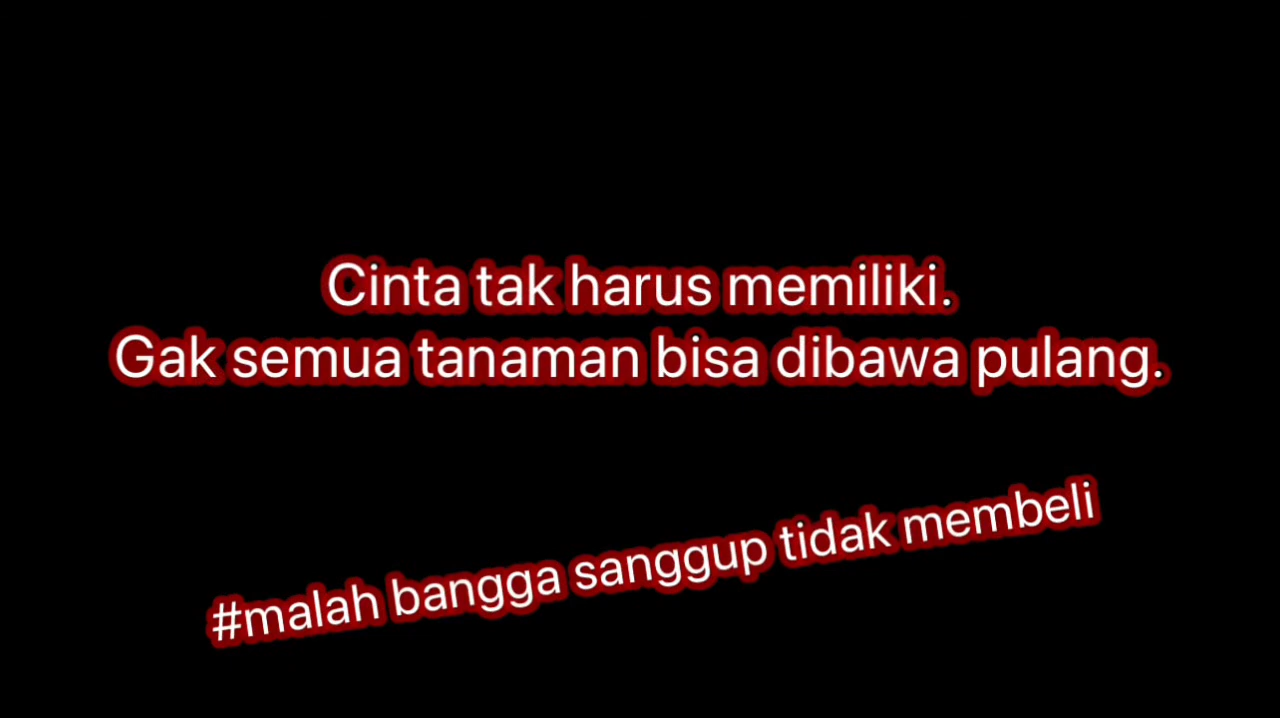 Cinta tak harus memiliki.
Gak semua tanaman bisa dibawa pulang.
#malah bangga sanggup tidak membeli